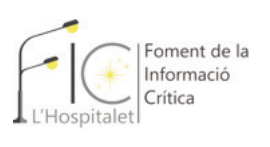 FIC
L'Hospitalet
Foment de la
Informació
Crítica